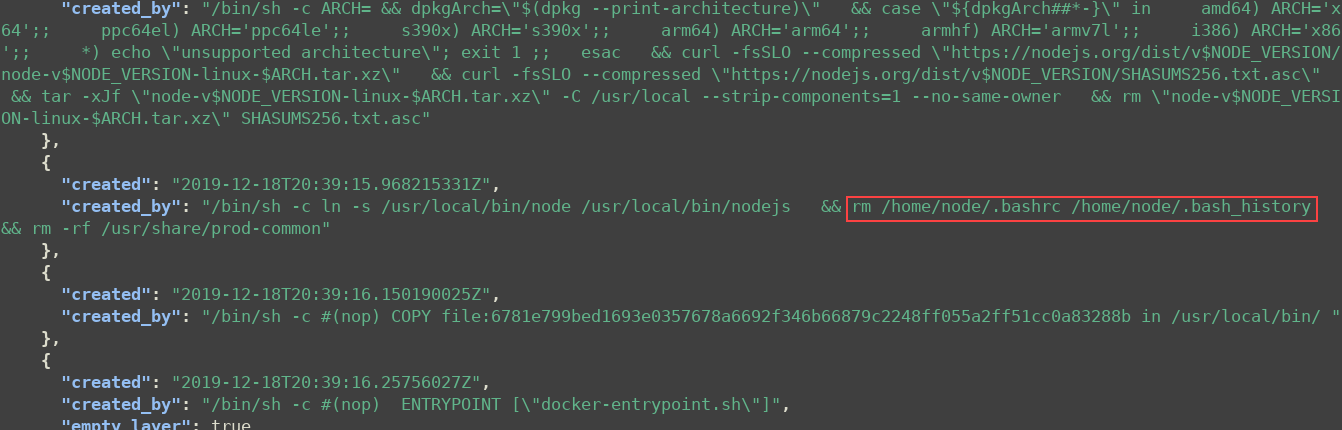 "created_by": "/bin/sh -c ARCH= && dpkgArch=\"$(dpkg --print-architecture)\"   && case \"${dpkgArch##*-}\" in     amd64) ARCH='x
64';;     ppc64el) ARCH='ppc64le';;     s390x) ARCH='s390x';;     arm64) ARCH='arm64';;     armhf) ARCH='armv7l';;     i386) ARCH='x86
';;     *) echo \"unsupported architecture\"; exit 1 ;;   esac   && curl -fsSLO --compressed \"https://nodejs.org/dist/v$NODE_VERSION/
node-v$NODE_VERSION-linux-$ARCH.tar.xz\"   && curl -fsSLO --compressed \"https://nodejs.org/dist/v$NODE_VERSION/SHASUMS256.txt.asc\"
 && tar -xJf \"node-v$NODE_VERSION-linux-$ARCH.tar.xz\" -C /usr/local --strip-components=1 --no-same-owner   && rm \"node-v$NODE_VERSI
ON-linux-$ARCH.tar.xz\" SHASUMS256.txt.asc"
    },
    {
      "created": "2019-12-18T20:39:15.968215331Z",
      "created_by": "/bin/sh -c ln -s /usr/local/bin/node /usr/local/bin/nodejs   && rm /home/node/.bashrc /home/node/.bash_history
&& rm -rf /usr/share/prod-common"
    },
    {
      "created": "2019-12-18T20:39:16.150190025Z",
      "created_by": "/bin/sh -c #(nop) COPY file:6781e799bed1693e0357678a6692f346b66879c2248ff055a2ff51cc0a83288b in /usr/local/bin/ "
    },
    {
      "created": "2019-12-18T20:39:16.25756027Z",
      "created_by": "/bin/sh -c #(nop)  ENTRYPOINT [\"docker-entrypoint.sh\"]",
      "empty_layer": true